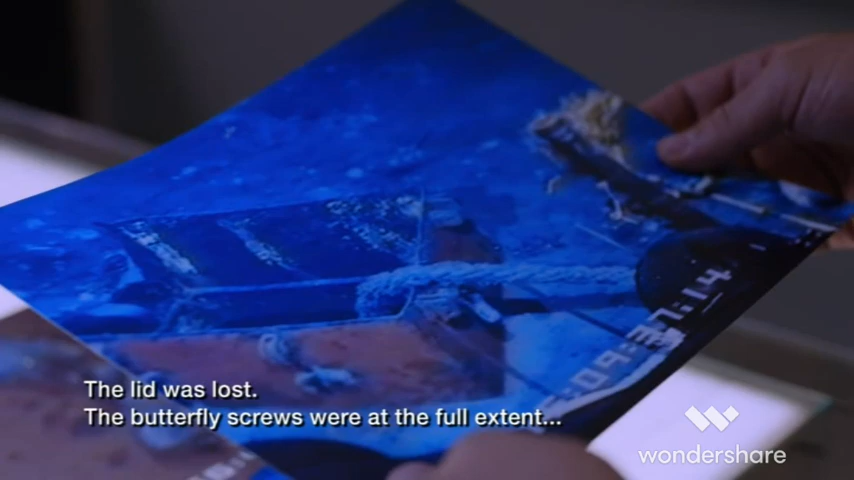 The lid was lost.
The butterfly screws were at the full extent...
wondershare